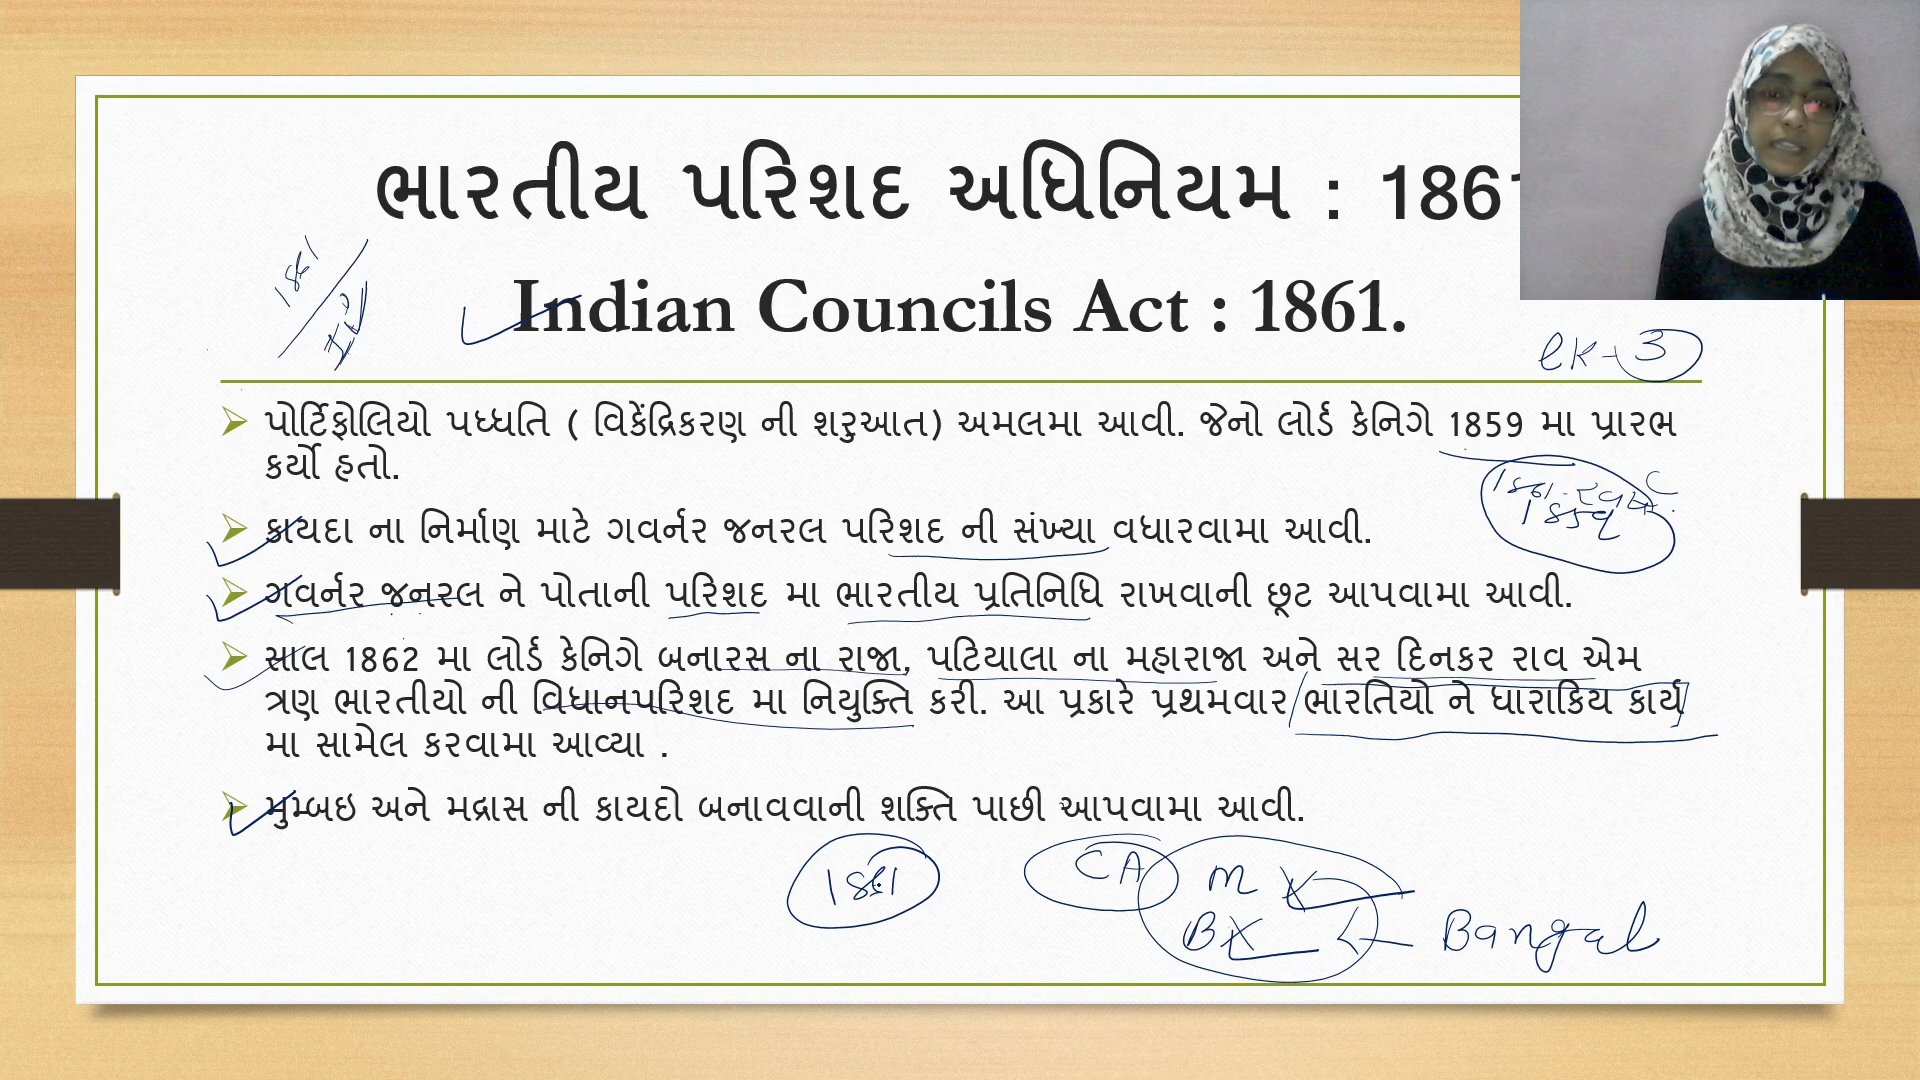 ભારતીય પરિશદ અધિનિયમ : 186
Indian Councils Act : 1861.
1861
લેક-3
પોર્ટિફોલિયો પધ્ધતિ ( વિકેંદ્રિકરણ ની શરુઆત) અમલમા આવી. જેનો લોર્ડ કેનિગે 1859 મા પ્રારભ
કર્યો હતો.
કાયદા ના નિર્માણ માટે ગવર્નર જનરલ પરિશદ ની સંખ્યા વધારવામા આવી.
ગવર્નર જનરલ ને પોતાની પરિશદ મા ભારતીય પ્રતિનિધિ રાખવાની છૂટ આપવામા આવી.
સાલ 1862 મા લોર્ડ કેનિગે બનારસ ના રાજા, પટિયાલા ના મહારાજા અને સર દિનકર રાવ એમ
ત્રણ ભારતીયો ની વિધાનપરિશદ મા નિયુક્તિ કરી. આ પ્રકારે પ્રથમવાર ભારતિયો ને ધારાકિય કાર્ય
મા સામેલ કરવામા આવ્યા .
મુમ્બઇ અને મદ્રાસ ની કાયદો બનાવવાની શક્તિ પાછી આપવામા આવી.
1861 CA M
B Bangal